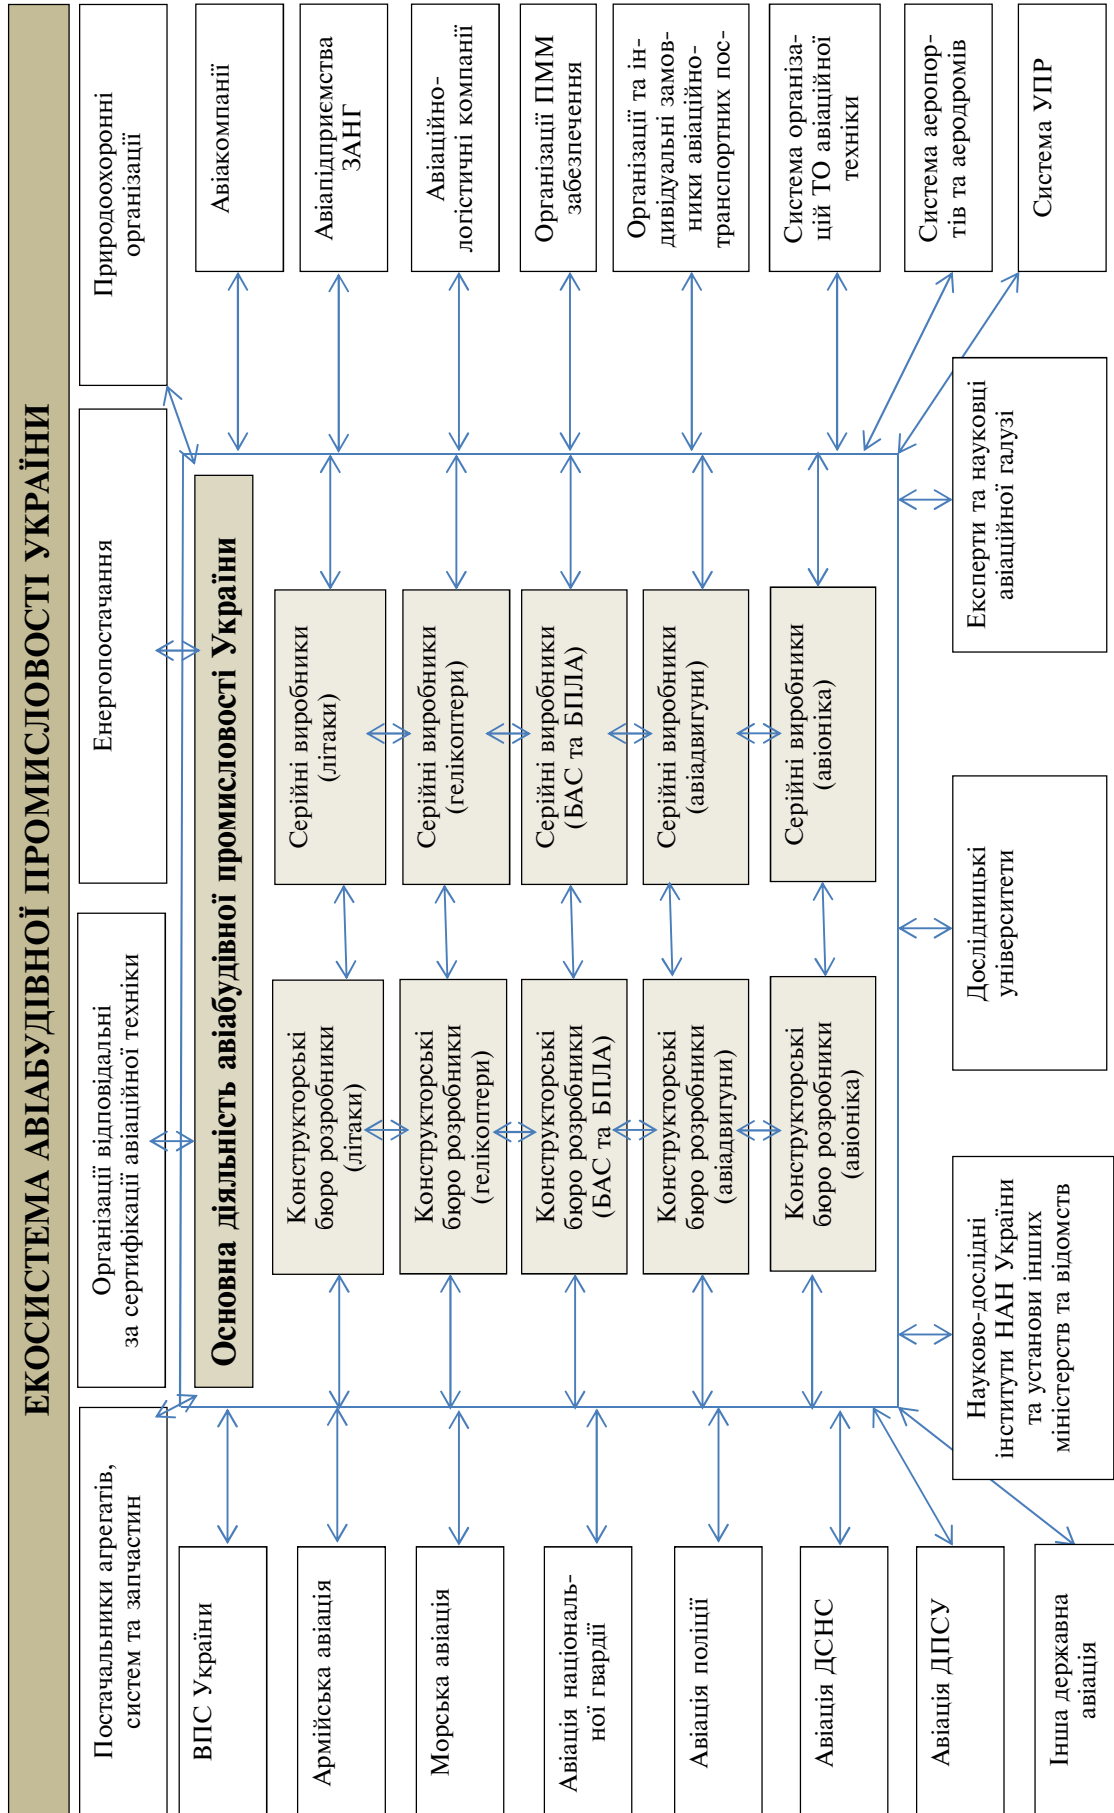 ЕКОСИСТЕМА АВІАБУДІВНОЇ ПРОМИСЛОВОСТІ УКРАЇНИ
Постачальники агрегатів,
систем та запчастин
Організації відповідальні
за сертифікації авіаційної техніки
Енергопостачання
Природоохоронні
організації
ВПС України
Армійська авіація
Морська авіація
Авіація національ-
ної гвардії
Авіація поліції
Авіація ДСНС
Авіація ДПСУ
Інша державна
авіація
Основна діяльність авіабудівної промисловості України
Конструкторські
бюро розробники
(літаки)
Серійні виробники
(літаки)
Конструкторські
бюро розробники
(гелікоптери)
Серійні виробники
(гелікоптери)
Конструкторські
бюро розробники
(БАС та БПЛА)
Серійні виробники
(БАС та БПЛА)
Конструкторські
бюро розробники
(авіадвигуни)
Серійні виробники
(авіадвигуни)
Конструкторські
бюро розробники
(авіоніка)
Серійні виробники
(авіоніка)
Авіакомпанії
Авіапідприємства
ЗАНГ
Авіаційно-
логістичні компанії
Організації ПММ
забезпечення
Організації та ін-
дивідуальні замов-
ники авіаційно-
транспортних пос-
Система організа-
цій ТО авіаційної
техніки
Система аеропор-
тів та аеродромів
Система УПР
Науково-дослідні
інститути НАН України
та установи інших
міністерств та відомств
Дослідницькі
університети
Експерти та науковці
авіаційної галузі